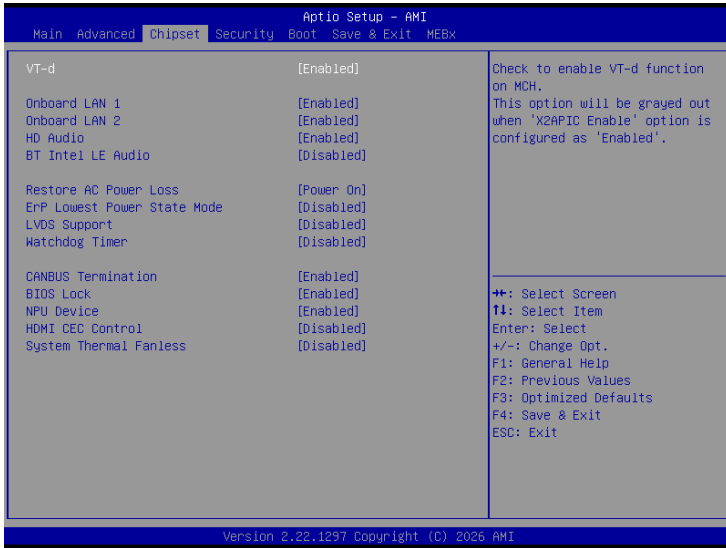 Aptio Setup – AMI
Main Advanced Chipset Security Boot Save & Exit MEBx
VT-d [Enabled]
Onboard LAN 1 [Enabled]
Onboard LAN 2 [Enabled]
HD Audio [Enabled]
BT Intel LE Audio [Disabled]
Restore AC Power Loss [Power On]
ErP Lowest Power State Mode [Disabled]
LVDS Support [Disabled]
Watchdog Timer [Disabled]
CANBUS Termination [Enabled]
BIOS Lock [Enabled]
NPU Device [Enabled]
HDMI CEC Control [Disabled]
System Thermal Fanless [Disabled]
Check to enable VT-d function
on MCH.
This option will be grayed out
when 'X2APIC Enable' option is
configured as 'Enabled'.
→←: Select Screen
↑↓: Select Item
Enter: Select
+/-: Change Opt.
F1: General Help
F2: Previous Values
F3: Optimized Defaults
F4: Save & Exit
ESC: Exit
Version 2.22.1297 Copyright (C) 2026 AMI